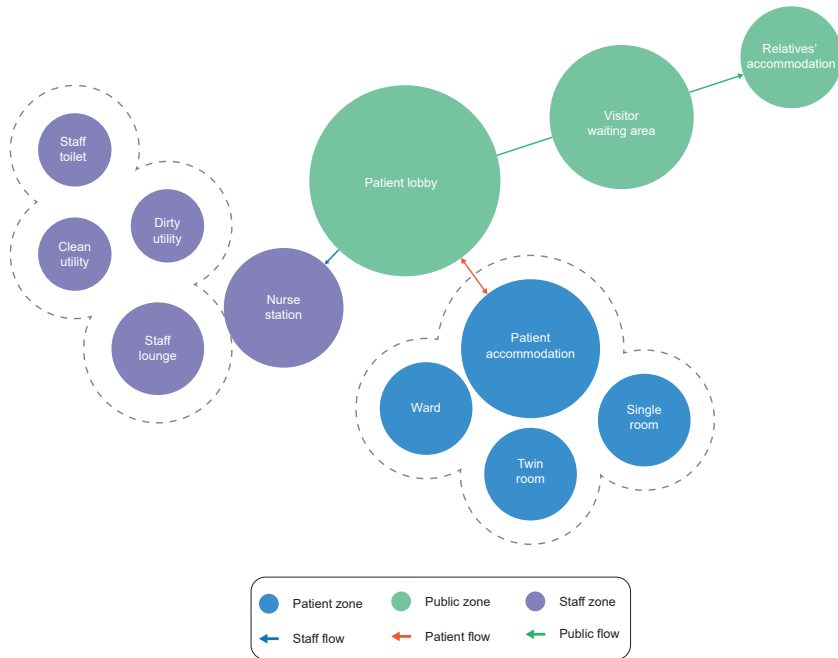 Relatives'
accommodation
Visitor
waiting area
Patient lobby
Staff
toilet
Dirty
utility
Clean
utility
Nurse
station
Staff
lounge
Patient
accommodation
Ward
Single
room
Twin
room
Patient zone
Public zone
Staff zone
Staff flow
Patient flow
Public flow